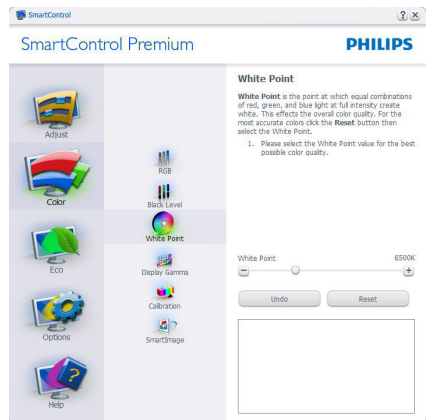 SmartControl
SmartControl Premium
PHILIPS
Adjust
Color
Eco
Options
Help
RGB
Black Level
White Point
Display Gamma
Calibration
SmartImage
White Point
White Point is the point at which equal combinations
of red, green, and blue light at full intensity create
white. This effects the overall color quality. For the
most accurate colors click the Reset button then
select the White Point.
1. Please select the White Point value for the best
possible color quality.
White Point 6500K
Undo Reset